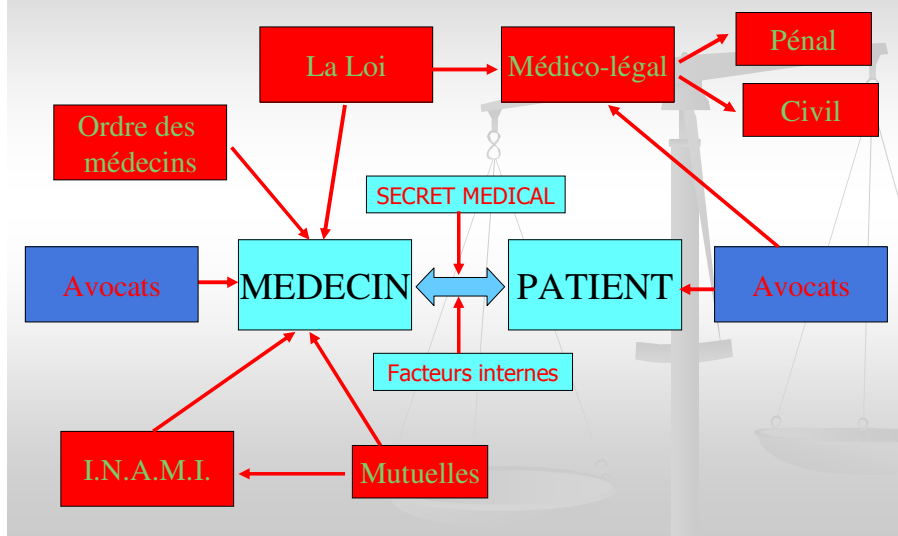 Pénal
La Loi
Médico-légal
Civil
Ordre des
médecins
SECRET MEDICAL
Avocats
MEDECIN
PATIENT
Avocats
Facteurs internes
I.N.A.M.I.
Mutuelles